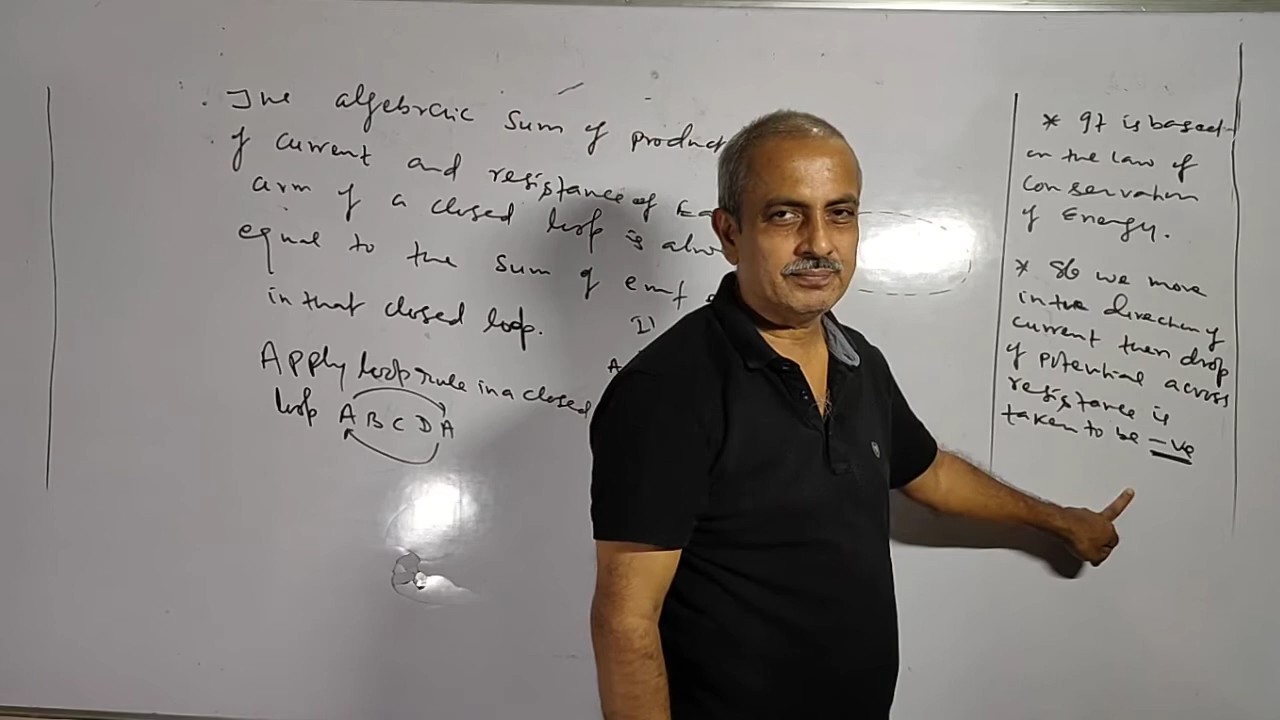 The algebraic sum of product
of current and resistance of Ea
arm of a closed loop is alw
equal to the sum of emf
in that closed loop.
Apply loop rule in a closed
loop A B C D A
I1
A
* It is based
on the law of
conservation
of Energy.
* If we move
in the direction of
current then drop
of potential across
resistance is
taken to be -ve